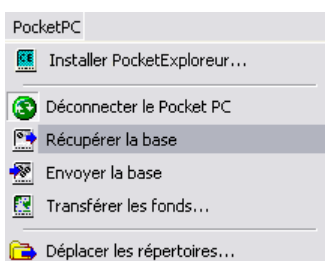 PocketPC
Installer PocketExploreur...
Déconnecter le Pocket PC
Récupérer la base
Envoyer la base
Transférer les fonds...
Déplacer les répertoires...